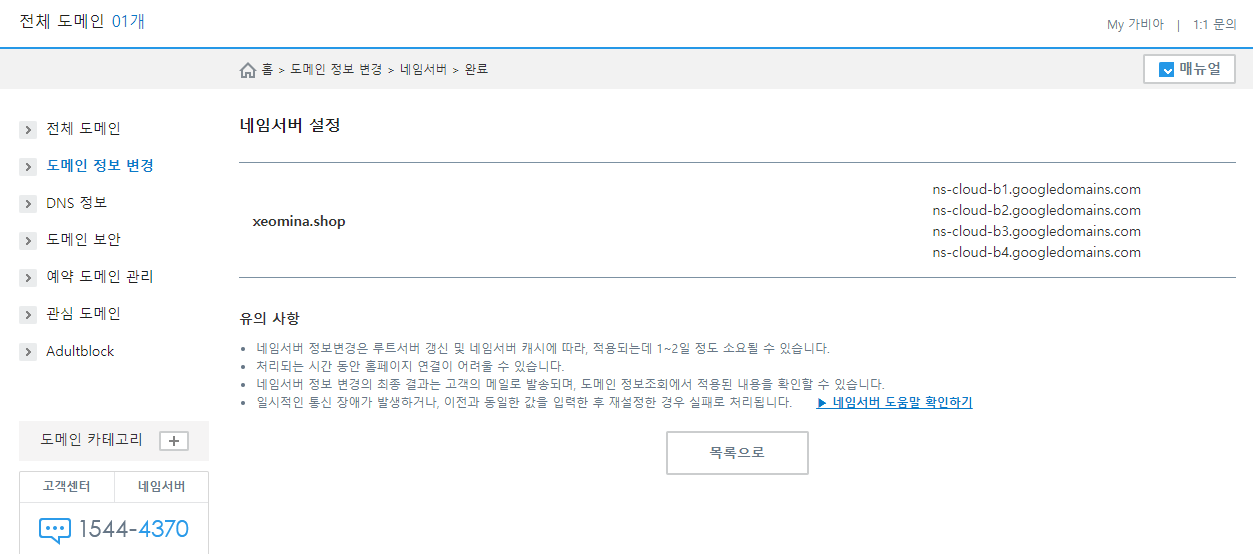 전체 도메인 01개
My 가비아 | 1:1 문의
홈 > 도메인 정보 변경 > 네임서버 > 완료
매뉴얼
전체 도메인
도메인 정보 변경
DNS 정보
도메인 보안
예약 도메인 관리
관심 도메인
Adultblock
도메인 카테고리 +
고객센터 네임서버
1544-4370
네임서버 설정
xeomina.shop
ns-cloud-b1.googledomains.com
ns-cloud-b2.googledomains.com
ns-cloud-b3.googledomains.com
ns-cloud-b4.googledomains.com
유의 사항
• 네임서버 정보변경은 루트서버 갱신 및 네임서버 캐시에 따라, 적용되는데 1~2일 정도 소요될 수 있습니다.
• 처리되는 시간 동안 홈페이지 연결이 어려울 수 있습니다.
• 네임서버 정보 변경의 최종 결과는 고객의 메일로 발송되며, 도메인 정보조회에서 적용된 내용을 확인할 수 있습니다.
• 일시적인 통신 장애가 발생하거나, 이전과 동일한 값을 입력한 후 재설정한 경우 실패로 처리됩니다. ▶ 네임서버 도움말 확인하기
목록으로